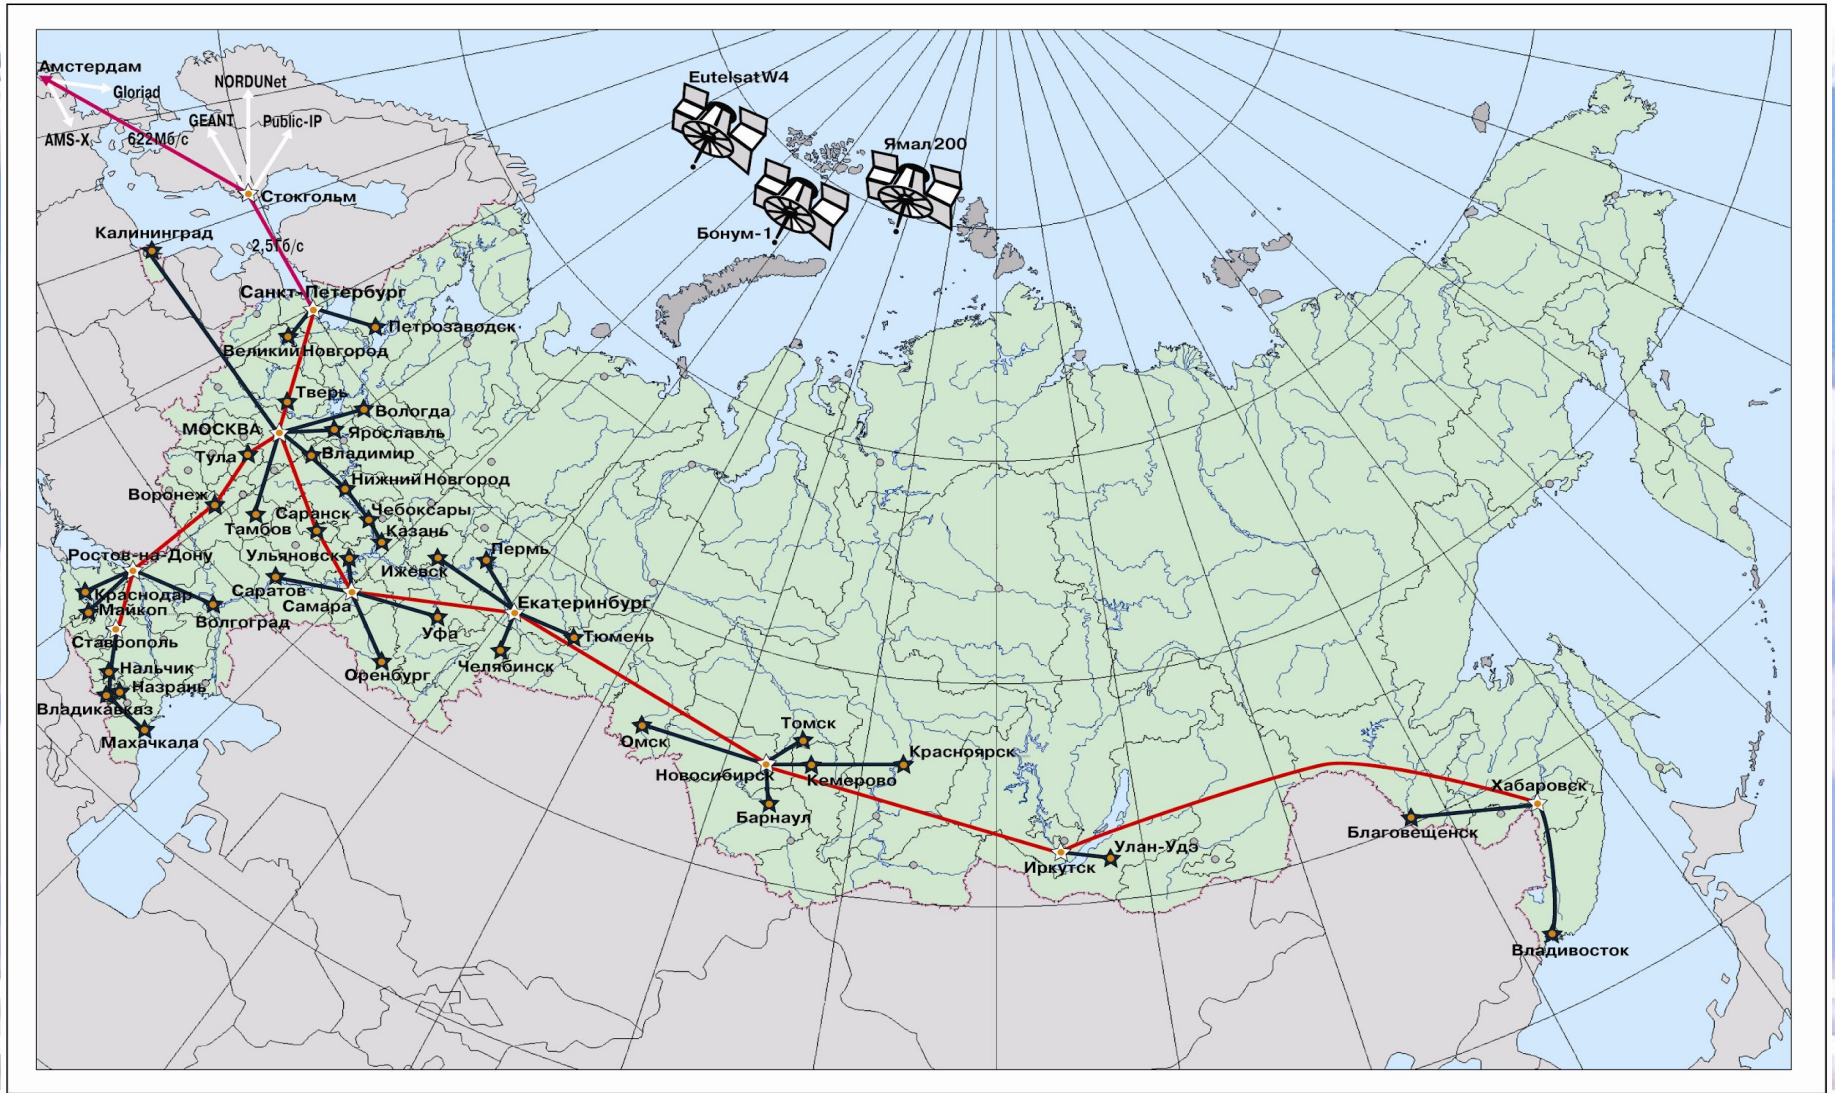 Амстердам
Gloriad
NORDUNet
AMS-X
622Мб/с
GEANT
Public-IP
EutelsatW4
Ямал200
Бонум-1
Стокгольм
Калининград
2,5Гб/с
Санкт-Петербург
Петрозаводск
Великий Новгород
Тверь
Вологда
МОСКВА
Ярославль
Тула
Владимир
Нижний Новгород
Воронеж
Тамбов
Саранск
Чебоксары
Казань
Ростов-на-Дону
Ульяновск
Ижевск
Пермь
Краснодар
Майкоп
Саратов
Самара
Екатеринбург
Волгоград
Уфа
Тюмень
Ставрополь
Челябинск
Нальчик
Оренбург
Назрань
Владикавказ
Махачкала
Омск
Томск
Красноярск
Новосибирск
Кемерово
Барнаул
Хабаровск
Благовещенск
Улан-Удэ
Иркутск
Владивосток